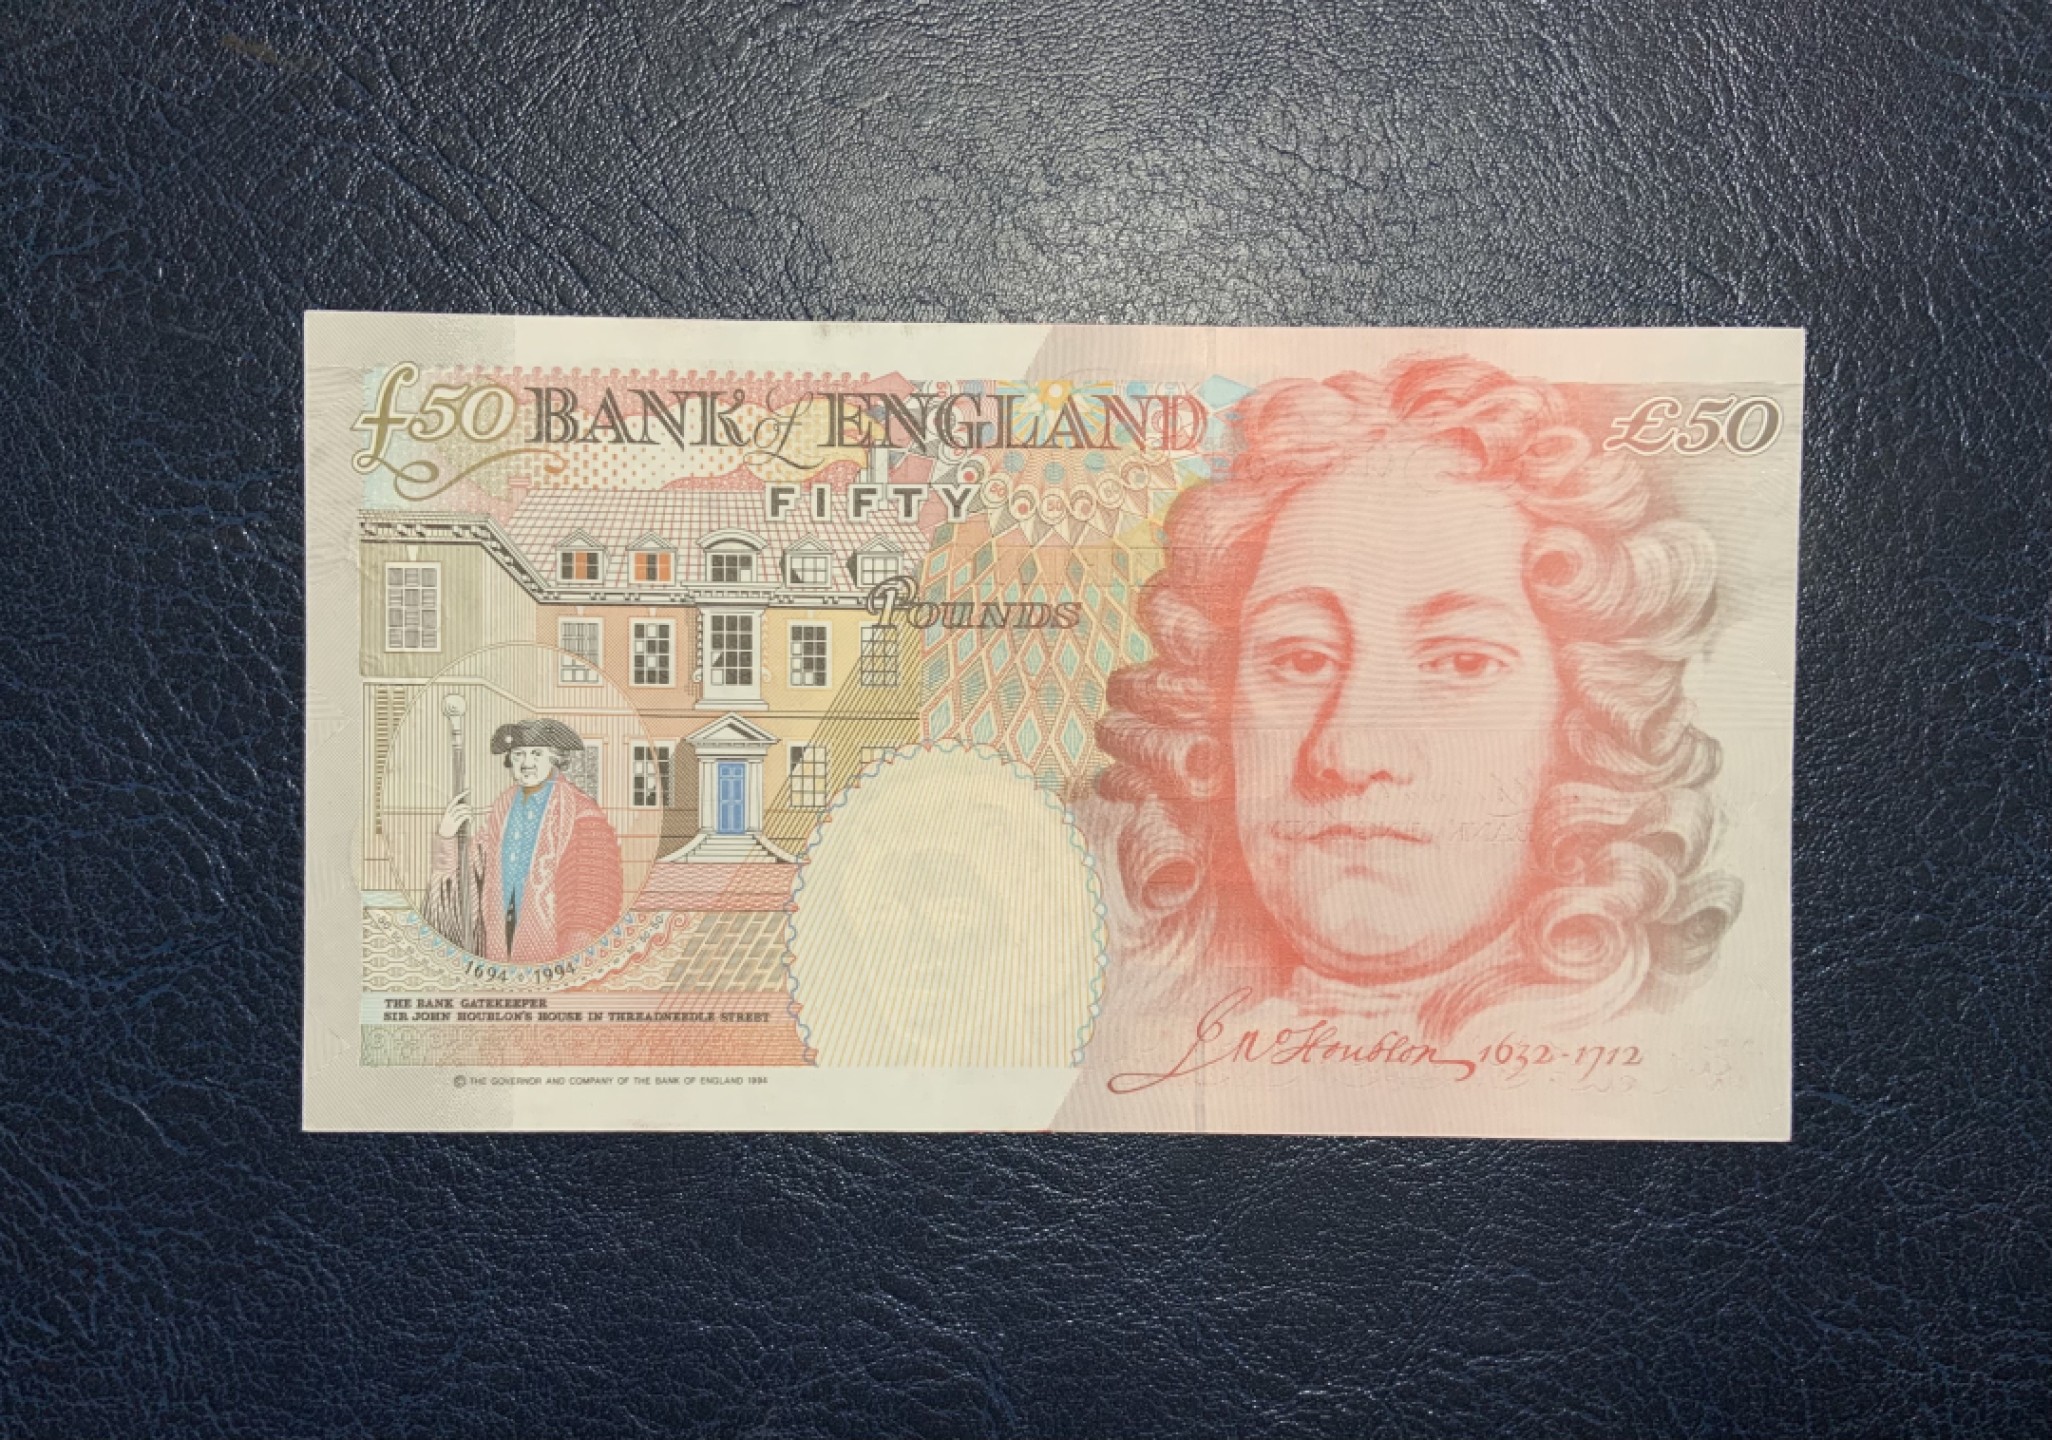 £50 BANK of ENGLAND £50
FIFTY
POUNDS
1694 1994
THE BANK GATEKEEPER
SIR JOHN HOUBLON'S HOUSE IN THREADNEEDLE STREET
© THE GOVERNOR AND COMPANY OF THE BANK OF ENGLAND 1994
Jnº Houblon 1632-1712